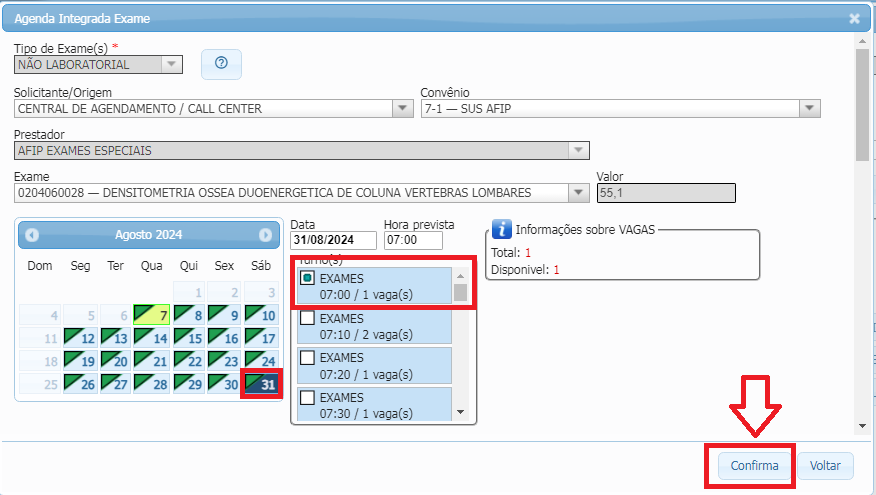 Agenda Integrada Exame
Tipo de Exame(s) *
NÃO LABORATORIAL
Solicitante/Origem
Convênio
CENTRAL DE AGENDAMENTO / CALL CENTER
7-1 — SUS AFIP
Prestador
AFIP EXAMES ESPECIAIS
Exame
Valor
0204060028 — DENSITOMETRIA OSSEA DUOENERGETICA DE COLUNA VERTEBRAS LOMBARES
55,1
Agosto 2024
Dom Seg Ter Qua Qui Sex Sáb
1 2 3
4 5 6 7 8 9 10
11 12 13 14 15 16 17
18 19 20 21 22 23 24
25 26 27 28 29 30 31
Data
Hora prevista
31/08/2024
07:00
Turno(s)
EXAMES
07:00 / 1 vaga(s)
EXAMES
07:10 / 2 vaga(s)
EXAMES
07:20 / 1 vaga(s)
EXAMES
07:30 / 1 vaga(s)
Informações sobre VAGAS
Total: 1
Disponivel: 1
Confirma
Voltar